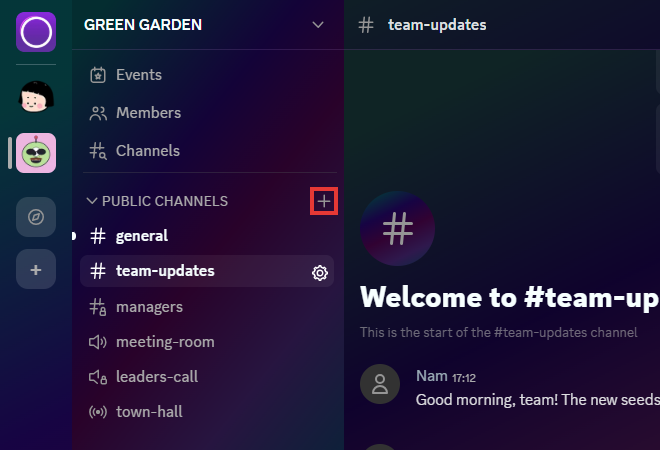 GREEN GARDEN
Events
Members
Channels
PUBLIC CHANNELS
general
team-updates
managers
meeting-room
leaders-call
town-hall
team-updates
Welcome to #team-up
This is the start of the #team-updates channel
Nam 17:12
Good morning, team! The new seeds